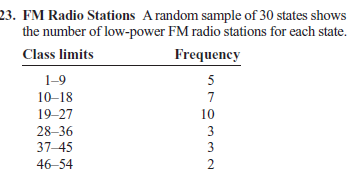 23. FM Radio Stations A random sample of 30 states shows
the number of low-power FM radio stations for each state.
Class limits Frequency
1–9 5
10–18 7
19–27 10
28–36 3
37–45 3
46–54 2